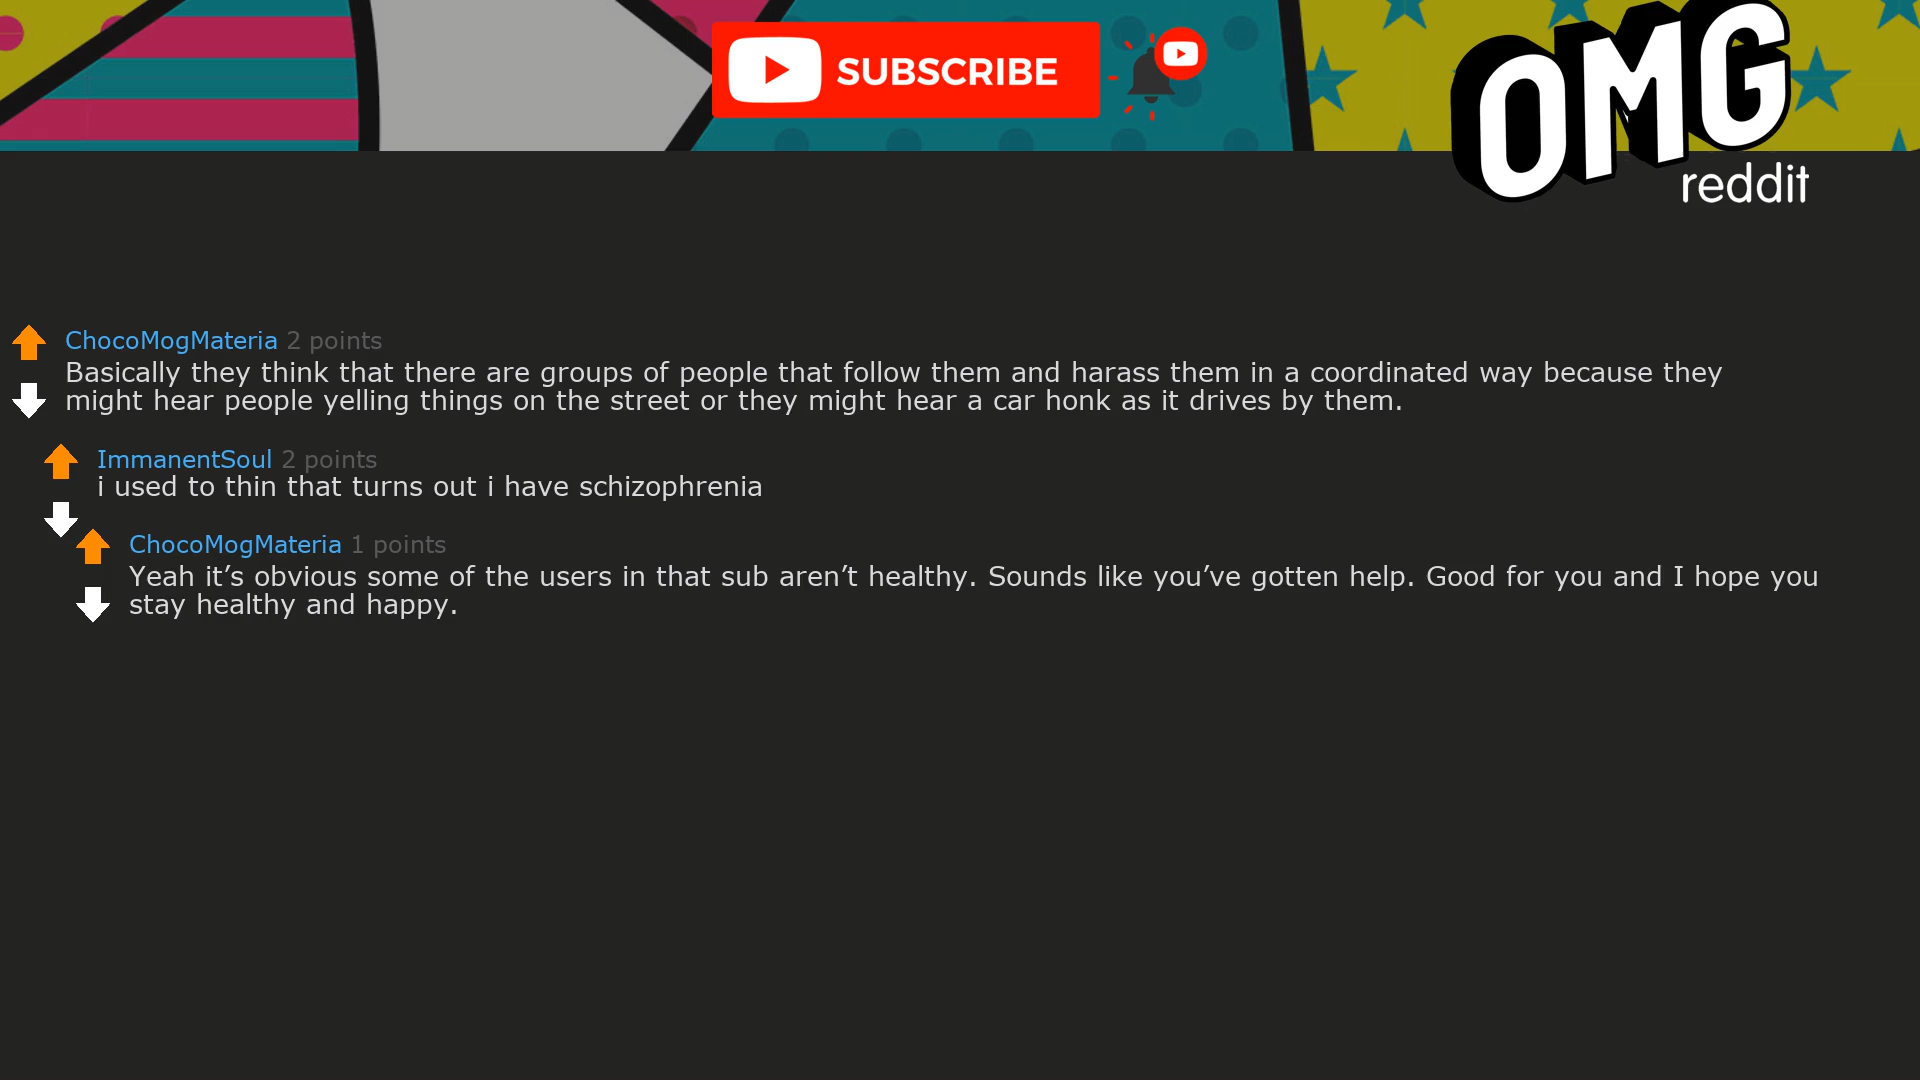 SUBSCRIBE
OMG
reddit
ChocoMogMateria 2 points
Basically they think that there are groups of people that follow them and harass them in a coordinated way because they
might hear people yelling things on the street or they might hear a car honk as it drives by them.
ImmanentSoul 2 points
i used to thin that turns out i have schizophrenia
ChocoMogMateria 1 points
Yeah it’s obvious some of the users in that sub aren’t healthy. Sounds like you’ve gotten help. Good for you and I hope you
stay healthy and happy.